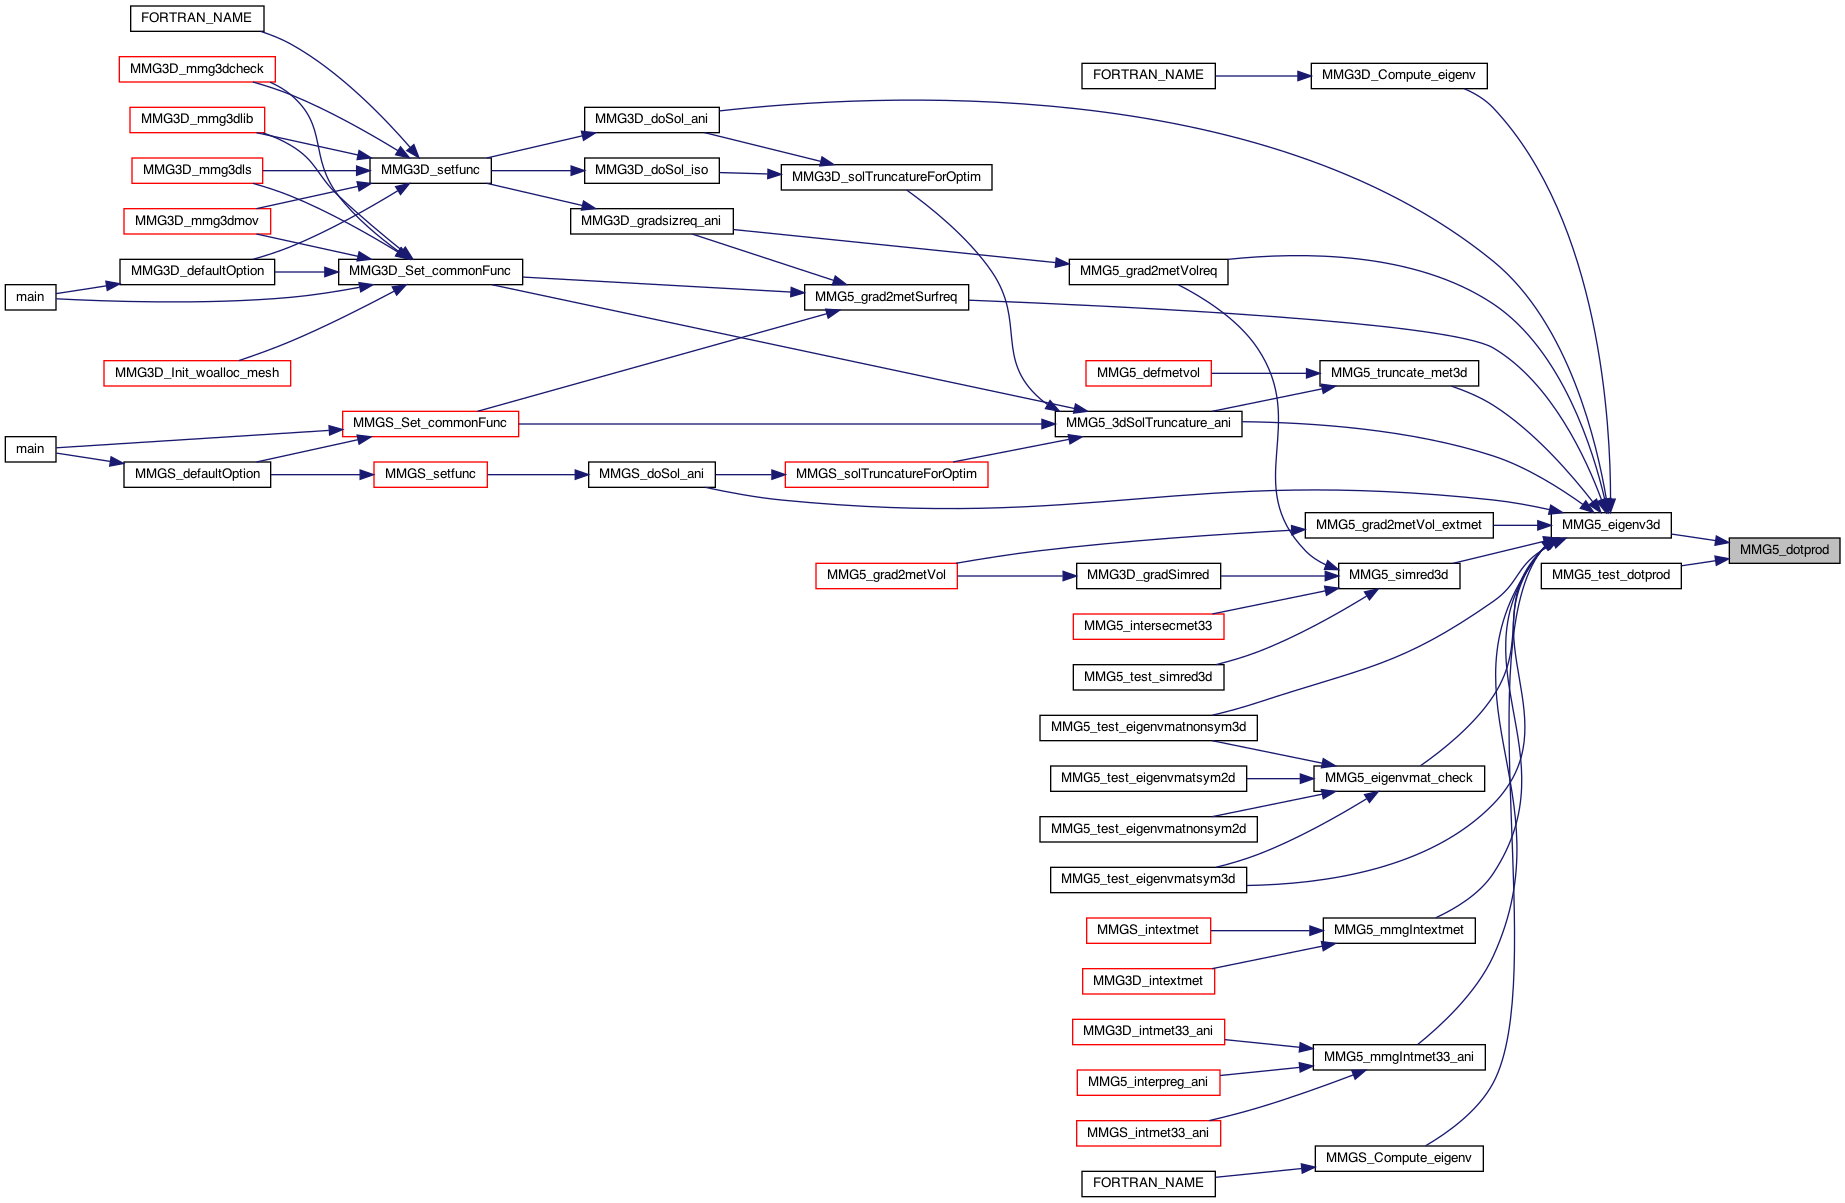 FORTRAN_NAME
MMG3D_mmg3dcheck
MMG3D_mmg3dlib
MMG3D_mmg3dls
MMG3D_mmg3dmov
MMG3D_defaultOption
main
MMG3D_Init_woalloc_mesh
main
MMGS_defaultOption
MMG3D_setfunc
MMG3D_Set_commonFunc
MMGS_Set_commonFunc
MMGS_setfunc
MMG3D_doSol_ani
MMG3D_doSol_iso
MMG3D_gradsizreq_ani
MMGS_doSol_ani
MMG3D_solTruncatureForOptim
MMG5_grad2metSurfreq
MMGS_solTruncatureForOptim
MMG5_grad2metVol
FORTRAN_NAME
MMG5_grad2metVolreq
MMG5_defmetvol
MMG5_3dSolTruncature_ani
MMG3D_gradSimred
MMG5_intersecmet33
MMG5_test_simred3d
MMG5_test_eigenvmatnonsym3d
MMG5_test_eigenvmatsym2d
MMG5_test_eigenvmatnonsym2d
MMG5_test_eigenvmatsym3d
MMGS_intextmet
MMG3D_intextmet
MMG3D_intmet33_ani
MMG5_interpreg_ani
MMGS_intmet33_ani
FORTRAN_NAME
MMG3D_Compute_eigenv
MMG5_truncate_met3d
MMG5_grad2metVol_extmet
MMG5_simred3d
MMG5_eigenvmat_check
MMG5_mmgIntextmet
MMG5_mmgIntmet33_ani
MMGS_Compute_eigenv
MMG5_eigenv3d
MMG5_test_dotprod
MMG5_dotprod